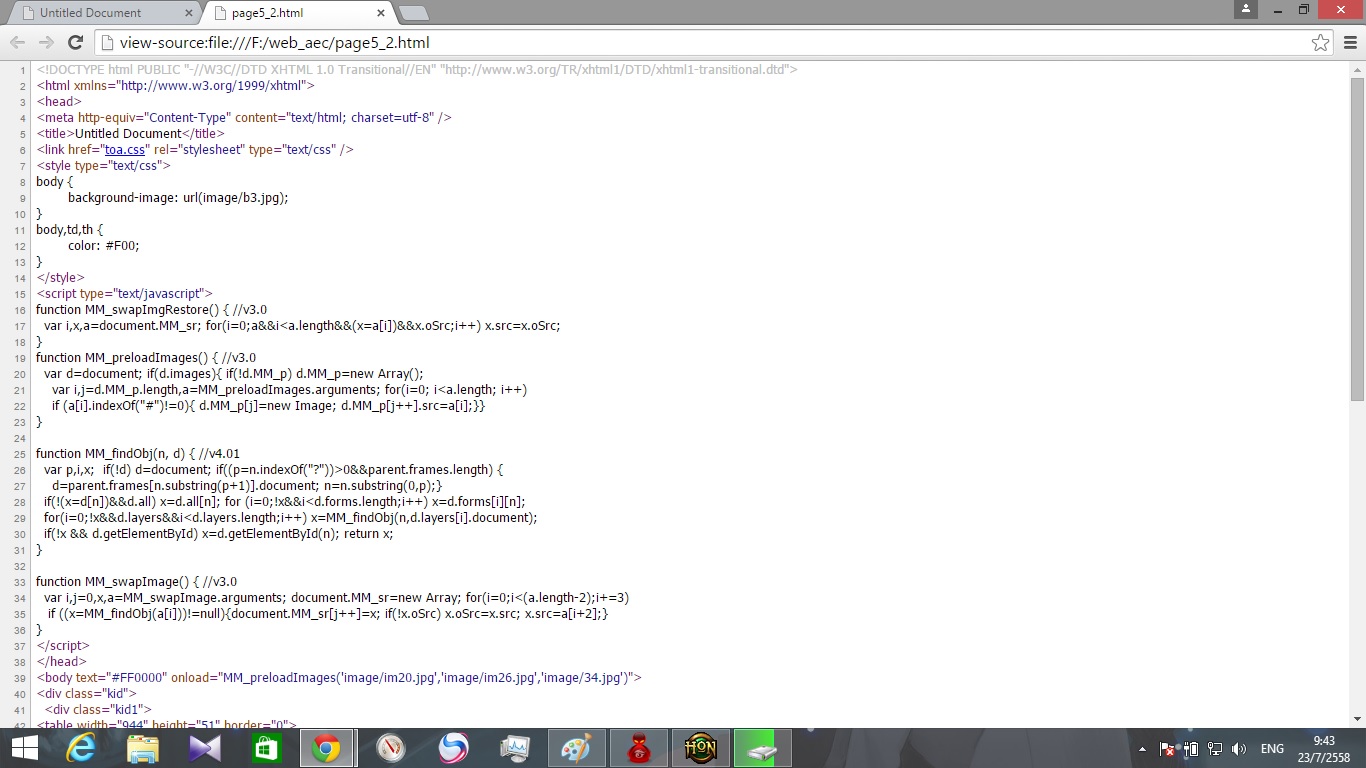 Untitled Document
page5_2.html
view-source:file:///F:/web_aec/page5_2.html
1 <!DOCTYPE html PUBLIC "-//W3C//DTD XHTML 1.0 Transitional//EN" "http://www.w3.org/TR/xhtml1/DTD/xhtml1-transitional.dtd">
2 <html xmlns="http://www.w3.org/1999/xhtml">
3 <head>
4 <meta http-equiv="Content-Type" content="text/html; charset=utf-8" />
5 <title>Untitled Document</title>
6 <link href="toa.css" rel="stylesheet" type="text/css" />
7 <style type="text/css">
8 body {
9 background-image: url(image/b3.jpg);
10 }
11 body,td,th {
12 color: #F00;
13 }
14 </style>
15 <script type="text/javascript">
16 function MM_swapImgRestore() { //v3.0
17 var i,x,a=document.MM_sr; for(i=0;a&&i<a.length&&(x=a[i])&&x.oSrc;i++) x.src=x.oSrc;
18 }
19 function MM_preloadImages() { //v3.0
20 var d=document; if(d.images){ if(!d.MM_p) d.MM_p=new Array();
21 var i,j=d.MM_p.length,a=MM_preloadImages.arguments; for(i=0; i<a.length; i++)
22 if (a[i].indexOf("#")!=0){ d.MM_p[j]=new Image; d.MM_p[j++].src=a[i];}}
23 }
24
25 function MM_findObj(n, d) { //v4.01
26 var p,i,x;  if(!d) d=document; if((p=n.indexOf("?"))>0&&parent.frames.length) {
27 d=parent.frames[n.substring(p+1)].document; n=n.substring(0,p);}
28 if(!(x=d[n])&&d.all) x=d.all[n]; for (i=0;!x&&i<d.forms.length;i++) x=d.forms[i][n];
29 for(i=0;!x&&d.layers&&i<d.layers.length;i++) x=MM_findObj(n,d.layers[i].document);
30 if(!x && d.getElementById) x=d.getElementById(n); return x;
31 }
32
33 function MM_swapImage() { //v3.0
34 var i,j=0,x,a=MM_swapImage.arguments; document.MM_sr=new Array; for(i=0;i<(a.length-2);i+=3)
35 if ((x=MM_findObj(a[i]))!=null){document.MM_sr[j++]=x; if(!x.oSrc) x.oSrc=x.src; x.src=a[i+2];}
36 }
37 </script>
38 </head>
39 <body text="#FF0000" onload="MM_preloadImages('image/im20.jpg','image/im26.jpg','image/34.jpg')">
40 <div class="kid">
41 <div class="kid1">
42 <table width="944" height="51" border="0">
HON
ENG
9:43
23/7/2558